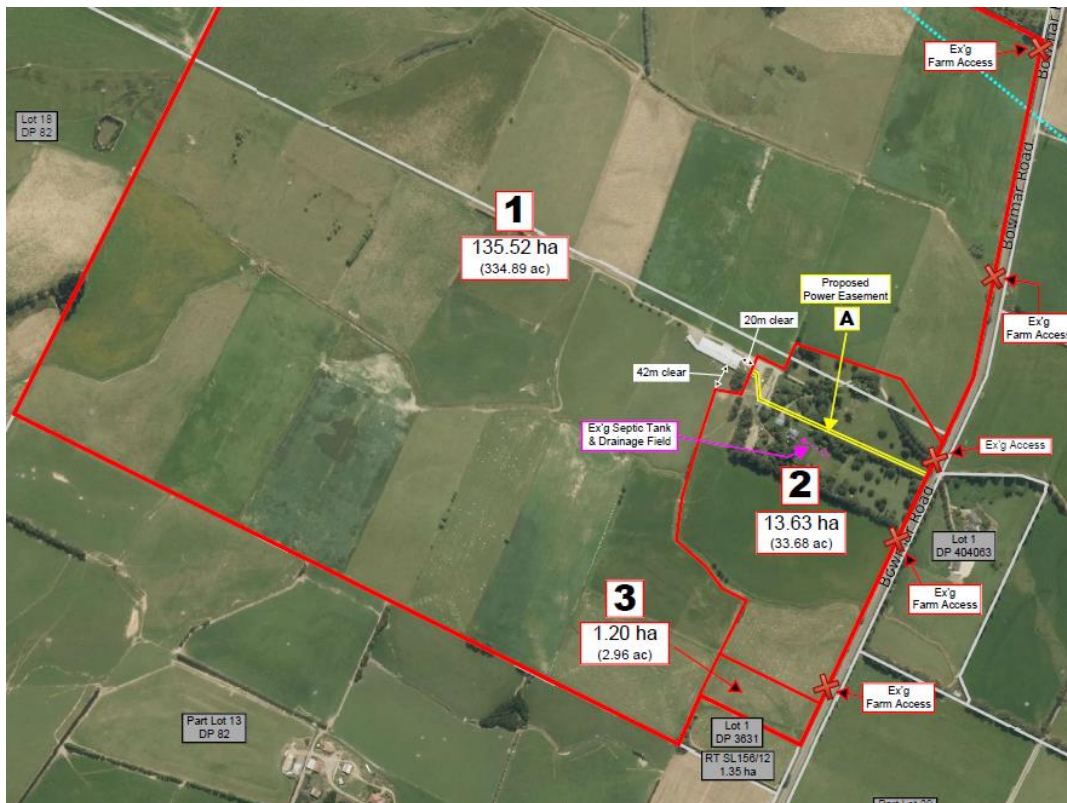 Ex'g
Farm Access
Lot 18
DP 82
Bowmar Road
1
135.52 ha
(334.89 ac)
Proposed
Power Easement
A
Ex'g
Farm Access
20m clear
42m clear
Ex'g Septic Tank
& Drainage Field
Ex'g Access
2
13.63 ha
(33.68 ac)
Bowmar Road
Lot 1
DP 404063
Ex'g
Farm Access
3
1.20 ha
(2.96 ac)
Ex'g
Farm Access
Part Lot 13
DP 82
Lot 1
DP 3631
RT SL156/12
1.35 ha